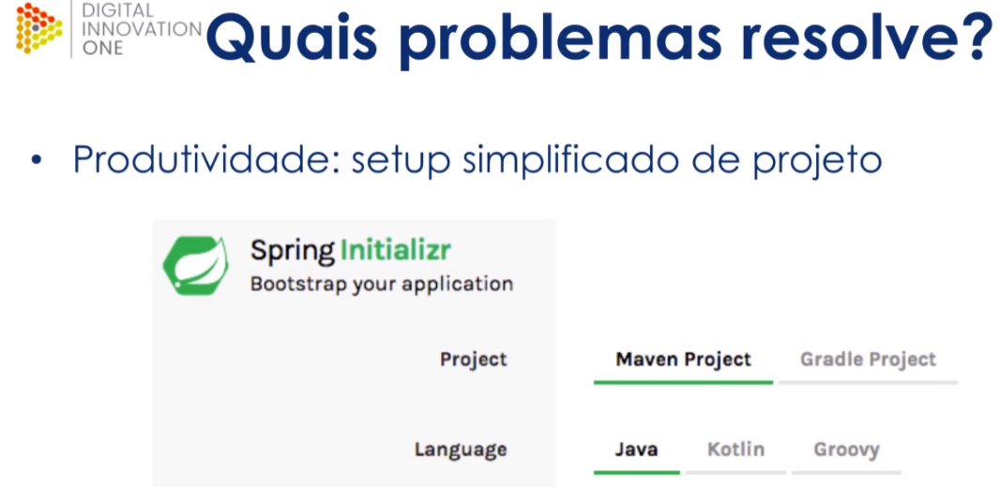 DIGITAL
INNOVATION
ONE
Quais problemas resolve?
• Produtividade: setup simplificado de projeto
Spring Initializr
Bootstrap your application
Project Maven Project Gradle Project
Language Java Kotlin Groovy